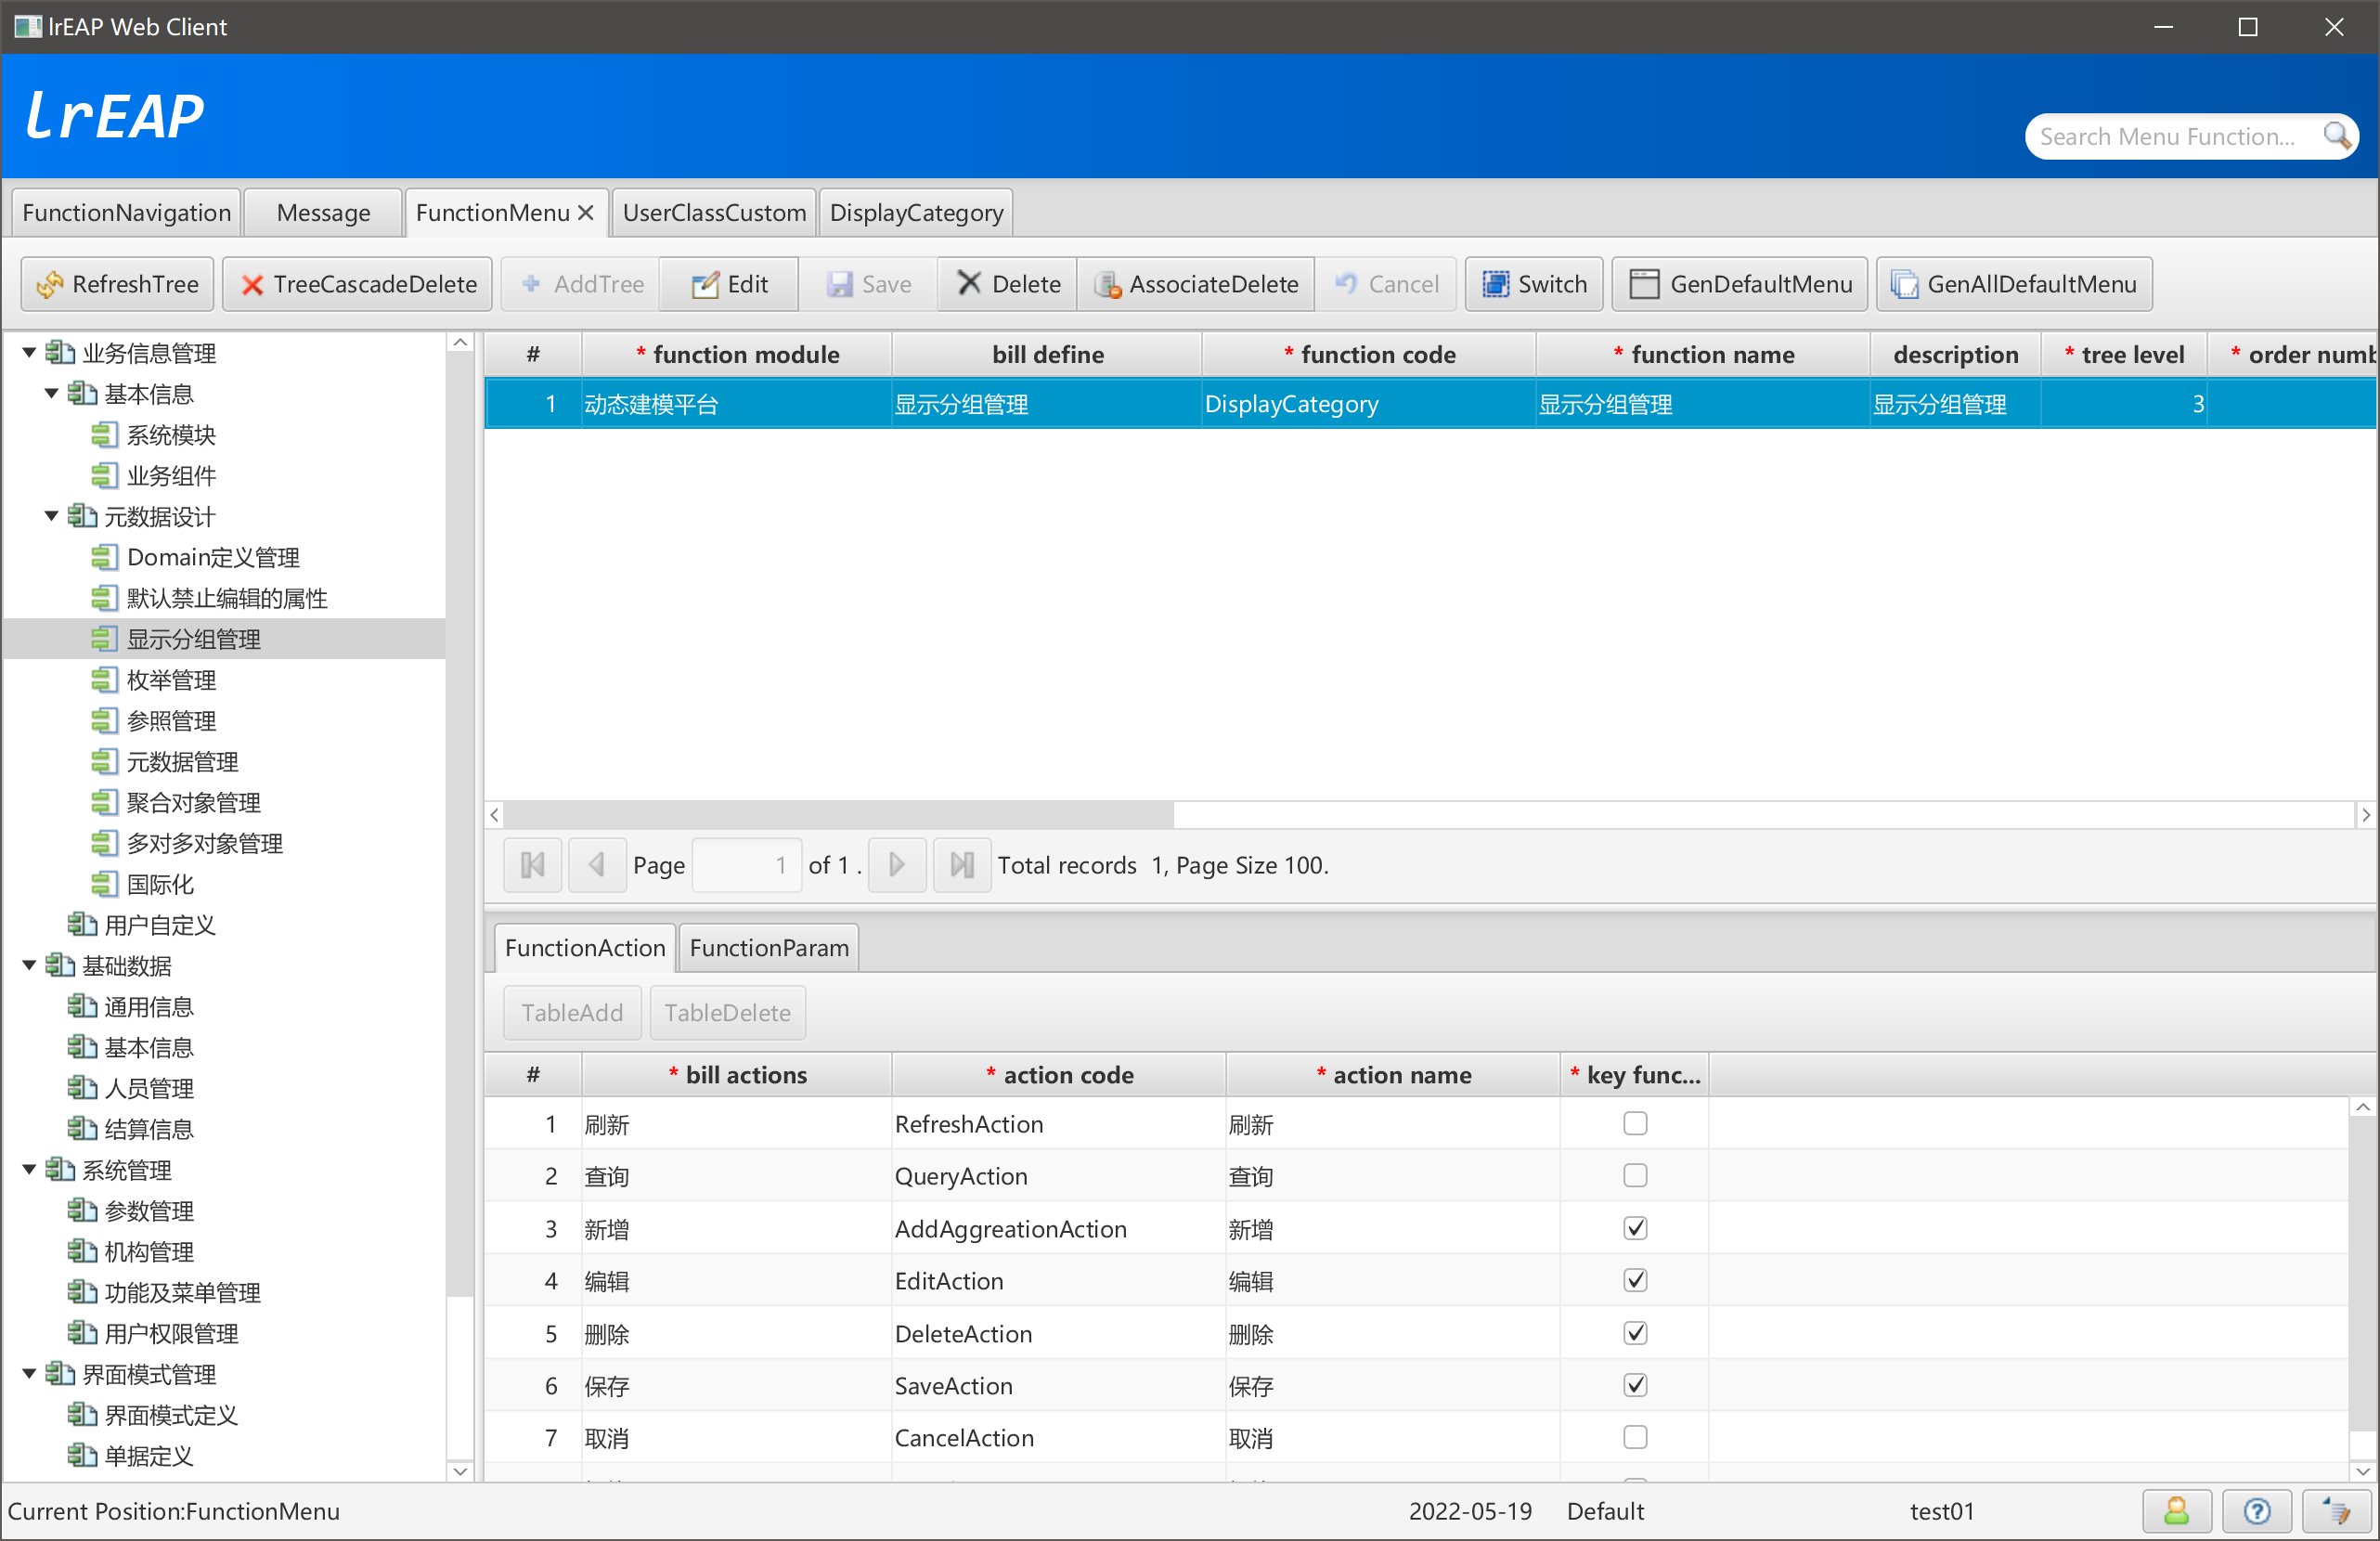 lrEAP Web Client
lrEAP
Search Menu Function...
FunctionNavigation Message FunctionMenu UserClassCustom DisplayCategory
RefreshTree TreeCascadeDelete AddTree Edit Save Delete AssociateDelete Cancel Switch GenDefaultMenu GenAllDefaultMenu
业务信息管理
基本信息
系统模块
业务组件
元数据设计
Domain定义管理
默认禁止编辑的属性
显示分组管理
枚举管理
参照管理
元数据管理
聚合对象管理
多对多对象管理
国际化
用户自定义
基础数据
通用信息
基本信息
人员管理
结算信息
系统管理
参数管理
机构管理
功能及菜单管理
用户权限管理
界面模式管理
界面模式定义
单据定义
# * function module bill define * function code * function name description * tree level * order numb
1 动态建模平台 显示分组管理 DisplayCategory 显示分组管理 显示分组管理 3
Page 1 of 1 . Total records 1, Page Size 100.
FunctionAction FunctionParam
TableAdd TableDelete
# * bill actions * action code * action name * key func...
1 刷新 RefreshAction 刷新
2 查询 QueryAction 查询
3 新增 AddAggreationAction 新增
4 编辑 EditAction 编辑
5 删除 DeleteAction 删除
6 保存 SaveAction 保存
7 取消 CancelAction 取消
Current Position:FunctionMenu 2022-05-19 Default test01